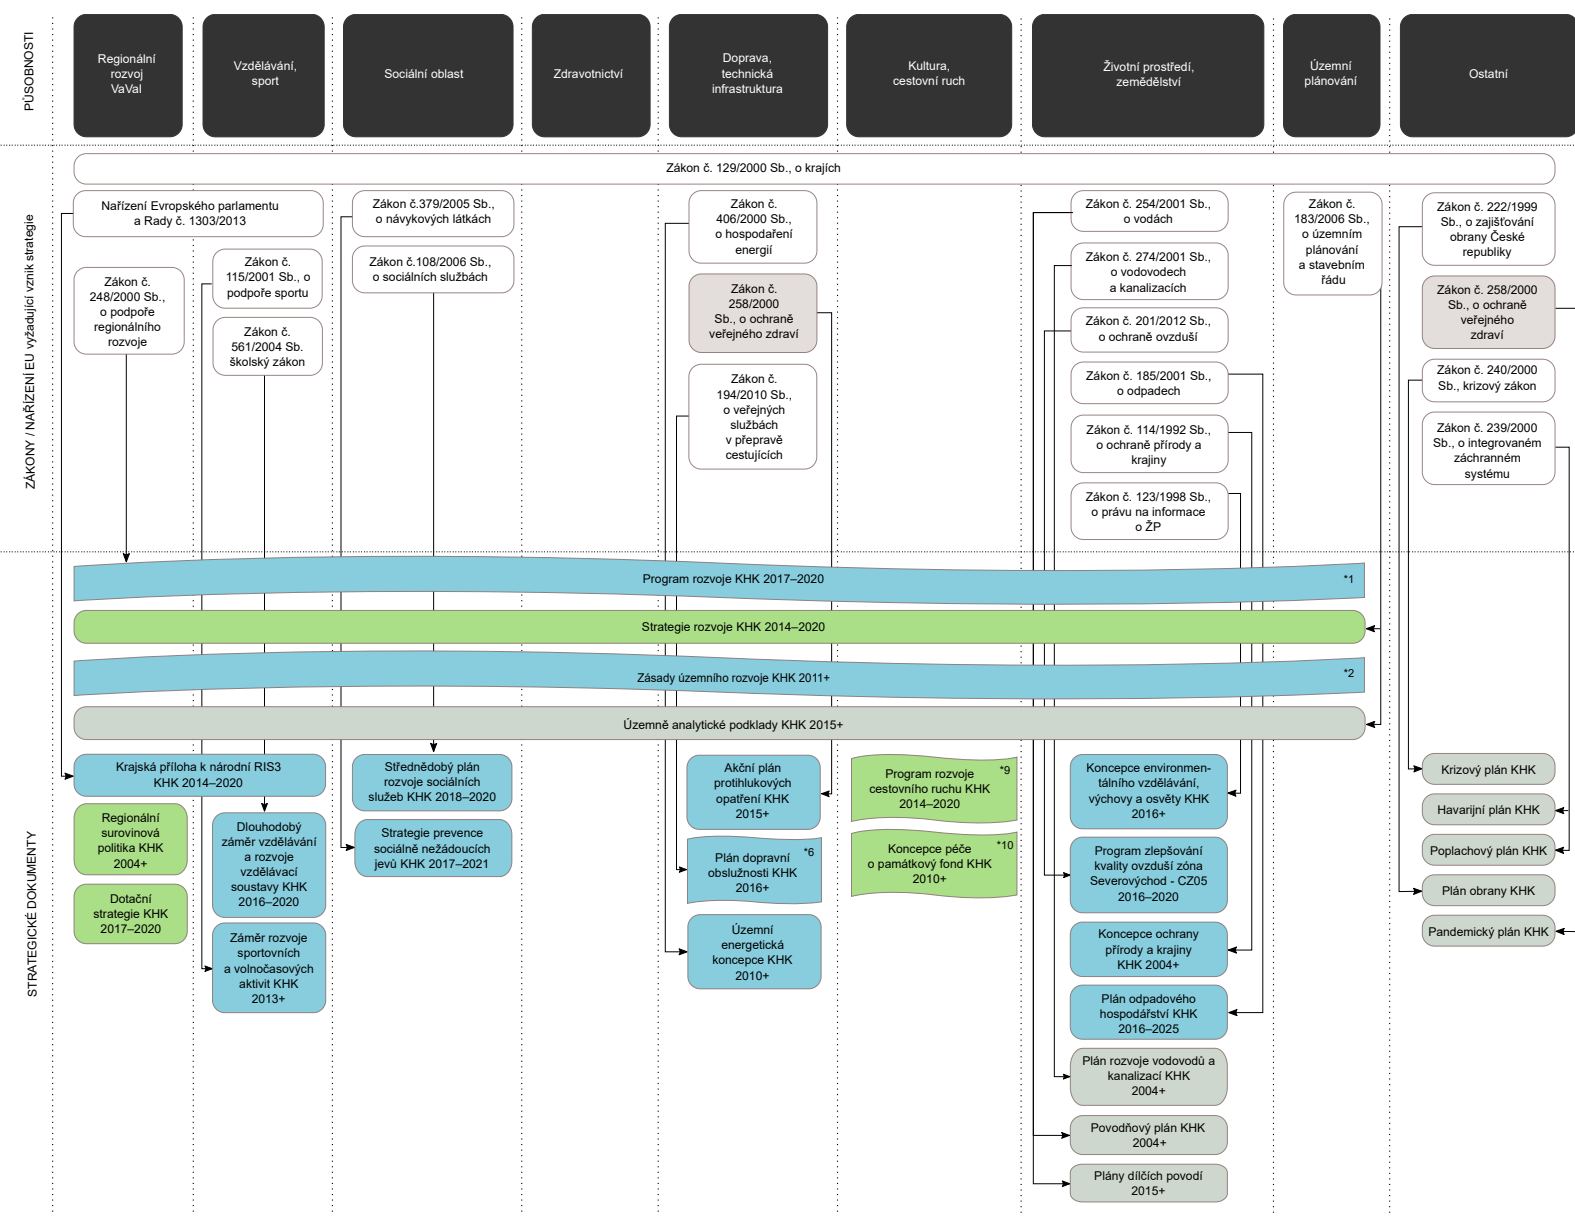 PŮSOBNOSTI
Regionální
rozvoj
VaVaI
Vzdělávání,
sport
Sociální oblast
Zdravotnictví
Doprava,
technická
infrastruktura
Kultura,
cestovní ruch
Životní prostředí,
zemědělství
Územní
plánování
Ostatní
ZÁKONY / NAŘÍZENÍ EU vyžadující vznik strategie
Zákon č. 129/2000 Sb., o krajích
Nařízení Evropského parlamentu
a Rady č. 1303/2013
Zákon č.
248/2000 Sb.,
o podpoře
regionálního
rozvoje
Zákon č.
115/2001 Sb., o
podpoře sportu
Zákon č.
561/2004 Sb.
školský zákon
Zákon č.379/2005 Sb.,
o návykových látkách
Zákon č.108/2006 Sb.,
o sociálních službách
Zákon č.
406/2000 Sb.,
o hospodaření
energií
Zákon č.
258/2000
Sb., o ochraně
veřejného zdraví
Zákon č.
194/2010 Sb.,
o veřejných
službách
v přepravě
cestujících
Zákon č. 254/2001 Sb.,
o vodách
Zákon č. 274/2001 Sb.,
o vodovodech
a kanalizacích
Zákon č. 201/2012 Sb.,
o ochraně ovzduší
Zákon č. 185/2001 Sb.,
o odpadech
Zákon č. 114/1992 Sb.,
o ochraně přírody a
krajiny
Zákon č. 123/1998 Sb.,
o právu na informace
o ŽP
Zákon č.
183/2006 Sb.,
o územním
plánování
a stavebním
řádu
Zákon č. 222/1999
Sb., o zajišťování
obrany České
republiky
Zákon č. 258/2000
Sb., o ochraně
veřejného
zdraví
Zákon č. 240/2000
Sb., krizový zákon
Zákon č. 239/2000
Sb., o integrovaném
záchranném
systému
STRATEGICKÉ DOKUMENTY
Program rozvoje KHK 2017–2020
*1
Strategie rozvoje KHK 2014–2020
Zásady územního rozvoje KHK 2011+
*2
Územně analytické podklady KHK 2015+
Krajská příloha k národní RIS3
KHK 2014–2020
Regionální
surovinová
politika KHK
2004+
Dotační
strategie KHK
2017–2020
Dlouhodobý
záměr vzdělávání
a rozvoje
vzdělávací
soustavy KHK
2016–2020
Záměr rozvoje
sportovních
a volnočasových
aktivit KHK
2013+
Střednědobý plán
rozvoje sociálních
služeb KHK 2018–2020
Strategie prevence
sociálně nežádoucích
jevů KHK 2017–2021
Akční plán
protihlukových
opatření KHK
2015+
*6
Plán dopravní
obslužnosti KHK
2016+
Územní
energetická
koncepce KHK
2010+
*9
Program rozvoje
cestovního ruchu KHK
2014–2020
*10
Koncepce péče
o památkový fond KHK
2010+
Koncepce environmen-
tálního vzdělávání,
výchovy a osvěty KHK
2016+
Program zlepšování
kvality ovzduší zóna
Severovýchod - CZ05
2016–2020
Koncepce ochrany
přírody a krajiny
KHK 2004+
Plán odpadového
hospodářství KHK
2016–2025
Plán rozvoje vodovodů a
kanalizací KHK
2004+
Povodňový plán KHK
2004+
Plány dílčích povodí
2015+
Krizový plán KHK
Havarijní plán KHK
Poplachový plán KHK
Plán obrany KHK
Pandemický plán KHK